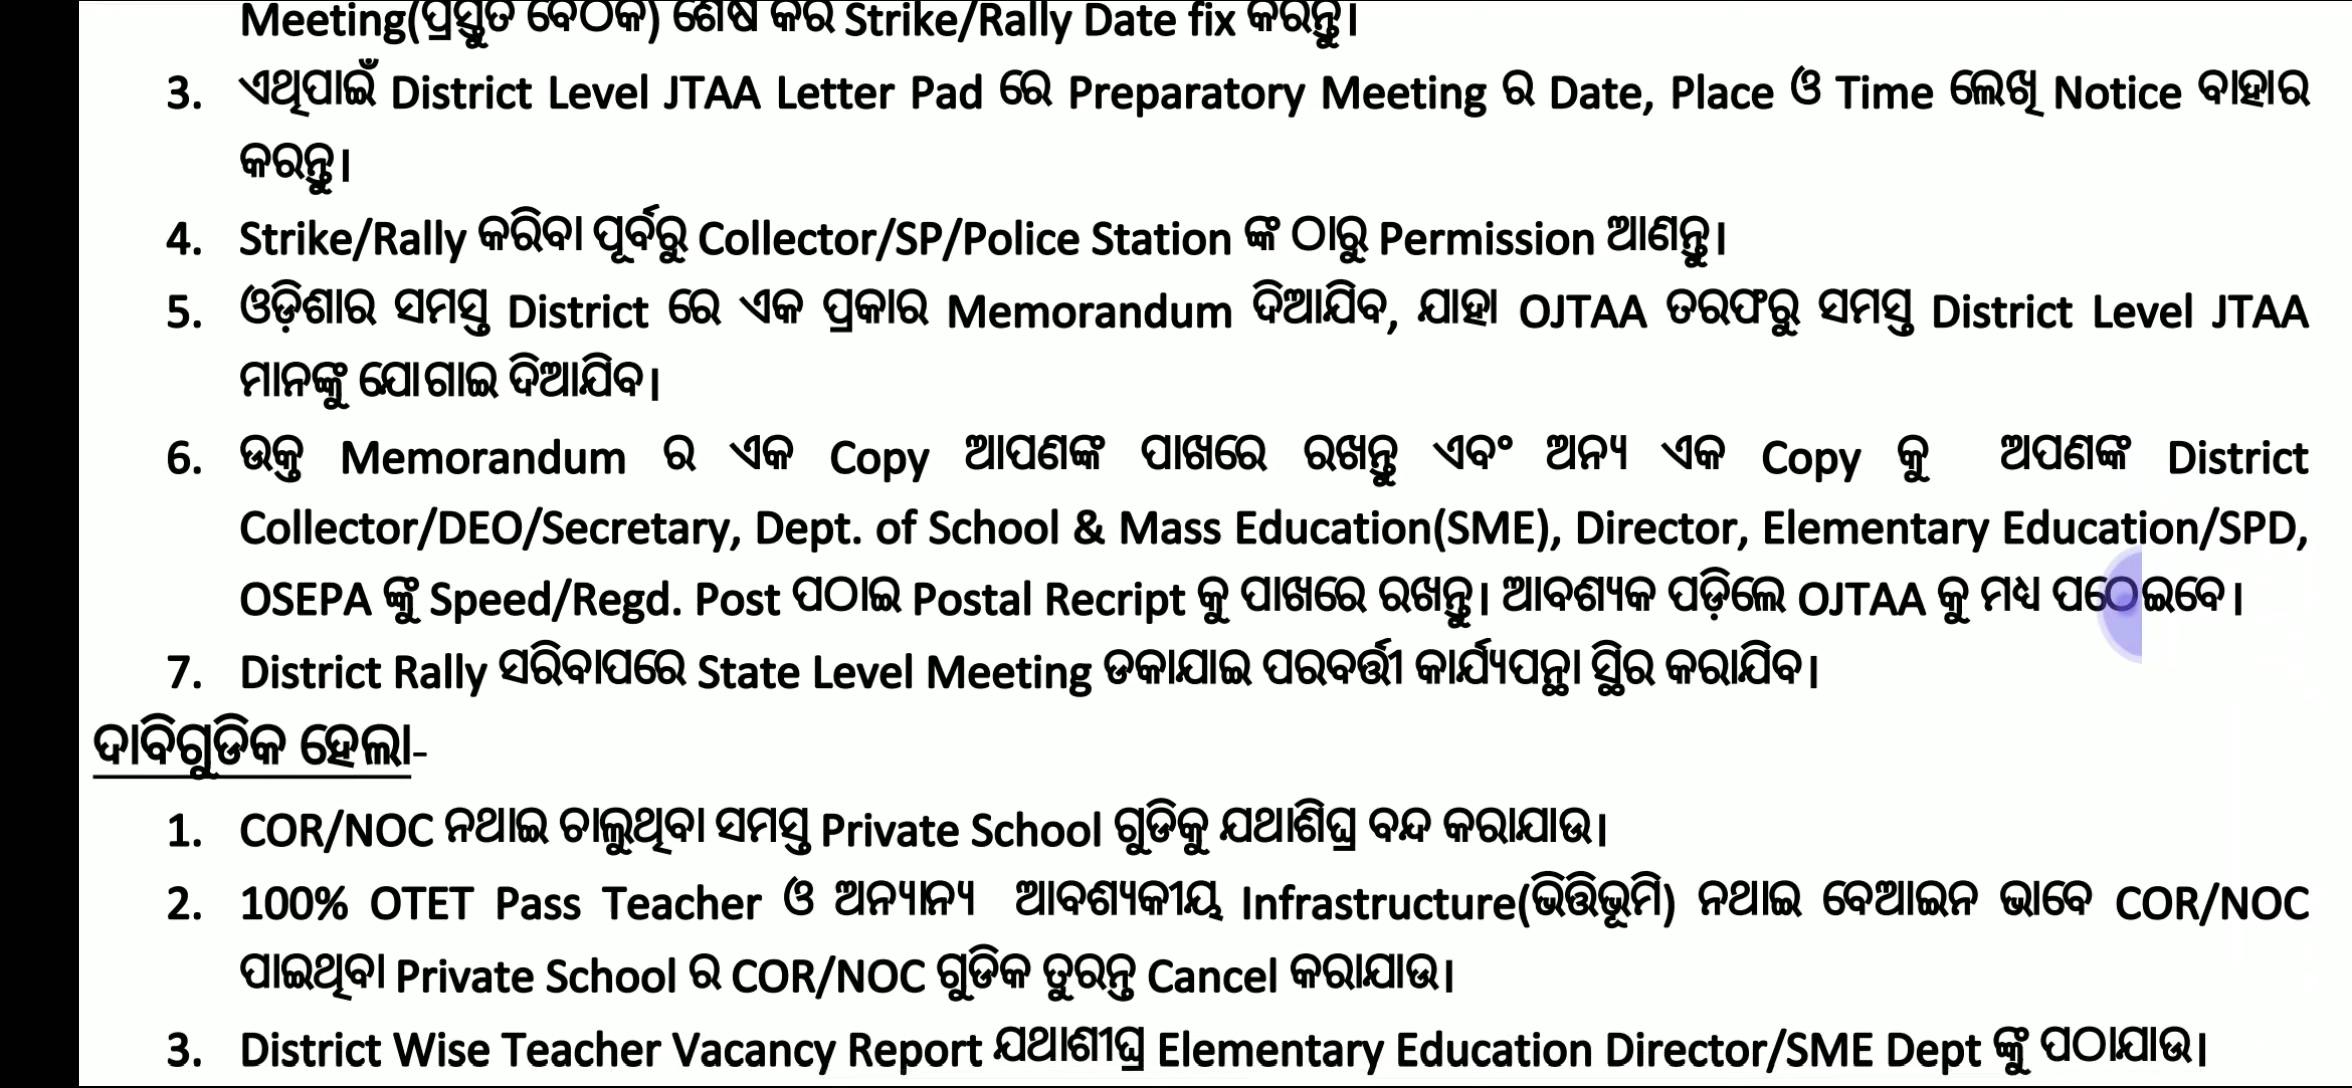 Meeting(ପ୍ରସ୍ତୁତ ବୈଠକ) ଶେଷ କରି Strike/Rally Date fix କରନ୍ତୁ।
3. ଏଥିପାଇଁ District Level JTAA Letter Pad ରେ Preparatory Meeting ର Date, Place ଓ Time ଲେଖି Notice ବାହାର
କରନ୍ତୁ।
4. Strike/Rally କରିବା ପୂର୍ବରୁ Collector/SP/Police Station ଙ୍କ ଠାରୁ Permission ଆଣନ୍ତୁ।
5. ଓଡ଼ିଶାର ସମସ୍ତ District ରେ ଏକ ପ୍ରକାର Memorandum ଦିଆଯିବ, ଯାହା OJTAA ତରଫରୁ ସମସ୍ତ District Level JTAA
ମାନଙ୍କୁ ଯୋଗାଇ ଦିଆଯିବ।
6. ଉକ୍ତ Memorandum ର ଏକ Copy ଆପଣଙ୍କ ପାଖରେ ରଖନ୍ତୁ ଏବଂ ଅନ୍ୟ ଏକ Copy କୁ ଅପଣଙ୍କ District
Collector/DEO/Secretary, Dept. of School & Mass Education(SME), Director, Elementary Education/SPD,
OSEPA ଙ୍କୁ Speed/Regd. Post ପଠାଇ Postal Recript କୁ ପାଖରେ ରଖନ୍ତୁ। ଆବଶ୍ୟକ ପଡ଼ିଲେ OJTAA କୁ ମଧ୍ୟ ପଠେଇବେ।
7. District Rally ସରିବାପରେ State Level Meeting ଡକାଯାଇ ପରବର୍ତ୍ତୀ କାର୍ଯ୍ୟପନ୍ଥା ସ୍ଥିର କରାଯିବ।
ଦାବିଗୁଡିକ ହେଲା-
1. COR/NOC ନଥାଇ ଚାଲୁଥିବା ସମସ୍ତ Private School ଗୁଡିକୁ ଯଥାଶିଘ୍ର ବନ୍ଦ କରାଯାଉ।
2. 100% OTET Pass Teacher ଓ ଅନ୍ୟାନ୍ୟ ଆବଶ୍ୟକୀୟ Infrastructure(ଭିତ୍ତିଭୂମି) ନଥାଇ ବେଆଇନ ଭାବେ COR/NOC
ପାଇଥିବା Private School ର COR/NOC ଗୁଡିକ ତୁରନ୍ତ Cancel କରାଯାଉ।
3. District Wise Teacher Vacancy Report ଯଥାଶୀଘ୍ର Elementary Education Director/SME Dept ଙ୍କୁ ପଠାଯାଉ।